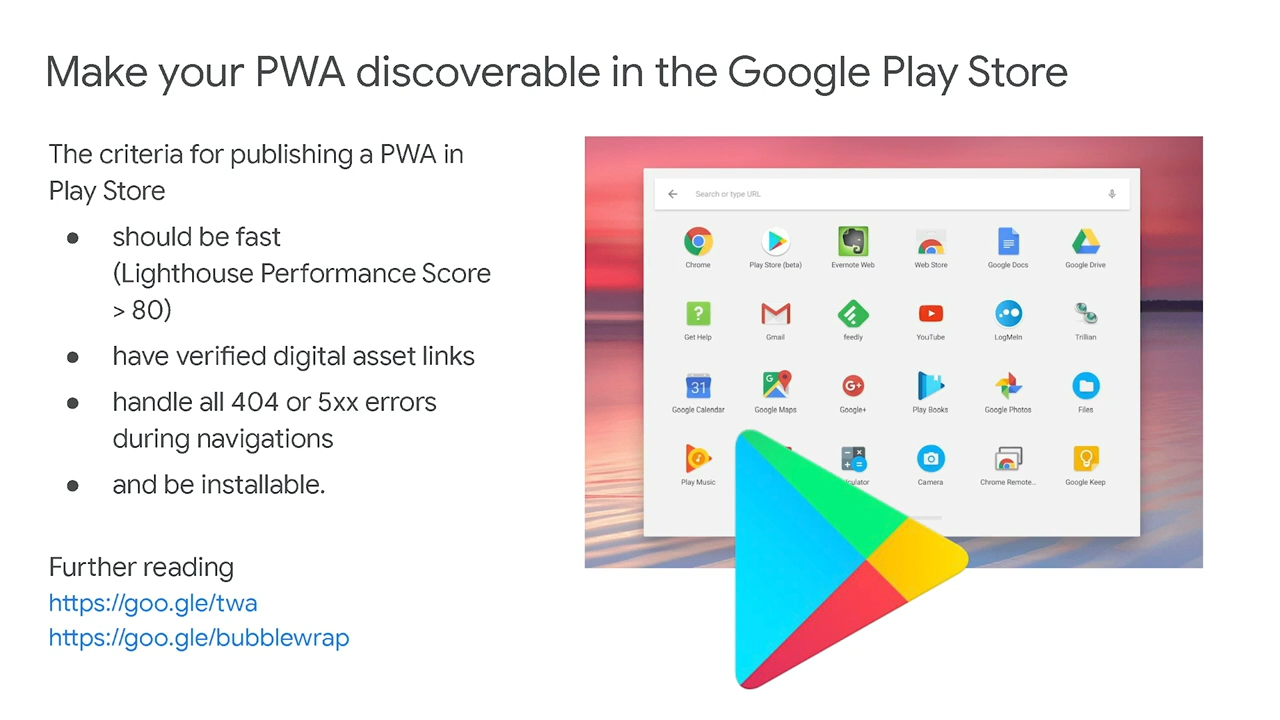 Make your PWA discoverable in the Google Play Store
The criteria for publishing a PWA in
Play Store
● should be fast
(Lighthouse Performance Score
> 80)
● have verified digital asset links
● handle all 404 or 5xx errors
during navigations
● and be installable.
Further reading
https://goo.gle/twa
https://goo.gle/bubblewrap
Search or type URL
Chrome Play Store (beta) Evernote Web Web Store Google Docs Google Drive
Get Help Gmail feedly YouTube LogMeIn Trillian
31 G+
Google Calendar Google Maps Google+ Play Books Google Photos Files
Play Music Camera Chrome Remote... Google Keep